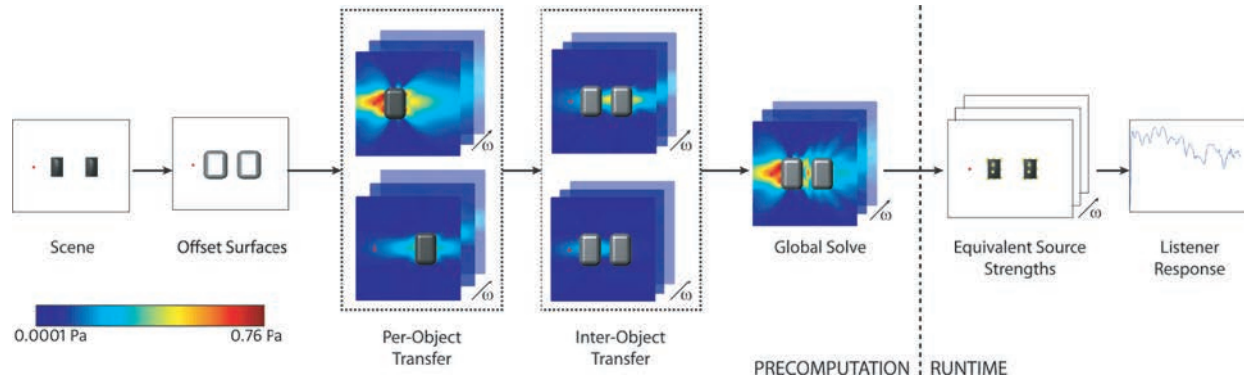 Scene
Offset Surfaces
ω
ω
Per-Object
Transfer
ω
ω
Inter-Object
Transfer
ω
Global Solve
ω
Equivalent Source
Strengths
Listener
Response
0.0001 Pa
0.76 Pa
PRECOMPUTATION
RUNTIME